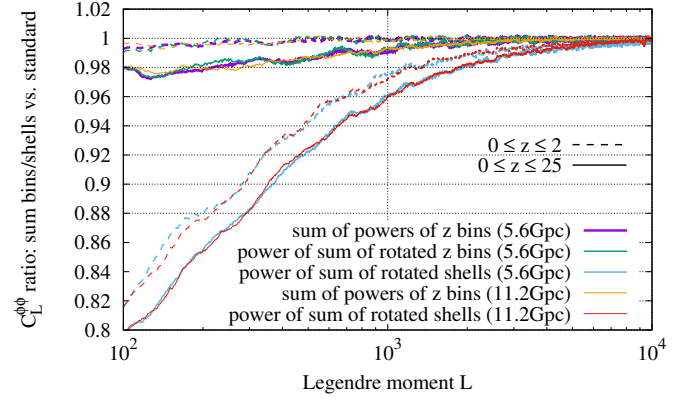 1.02
1
0.98
0.96
0.94
0.92
0.9
0.88
0.86
0.84
0.82
0.8
C_L^ϕϕ ratio: sum bins/shells vs. standard
0 ≤ z ≤ 2
0 ≤ z ≤ 25
sum of powers of z bins (5.6Gpc)
power of sum of rotated z bins (5.6Gpc)
power of sum of rotated shells (5.6Gpc)
sum of powers of z bins (11.2Gpc)
power of sum of rotated shells (11.2Gpc)
10^2 10^3 10^4
Legendre moment L